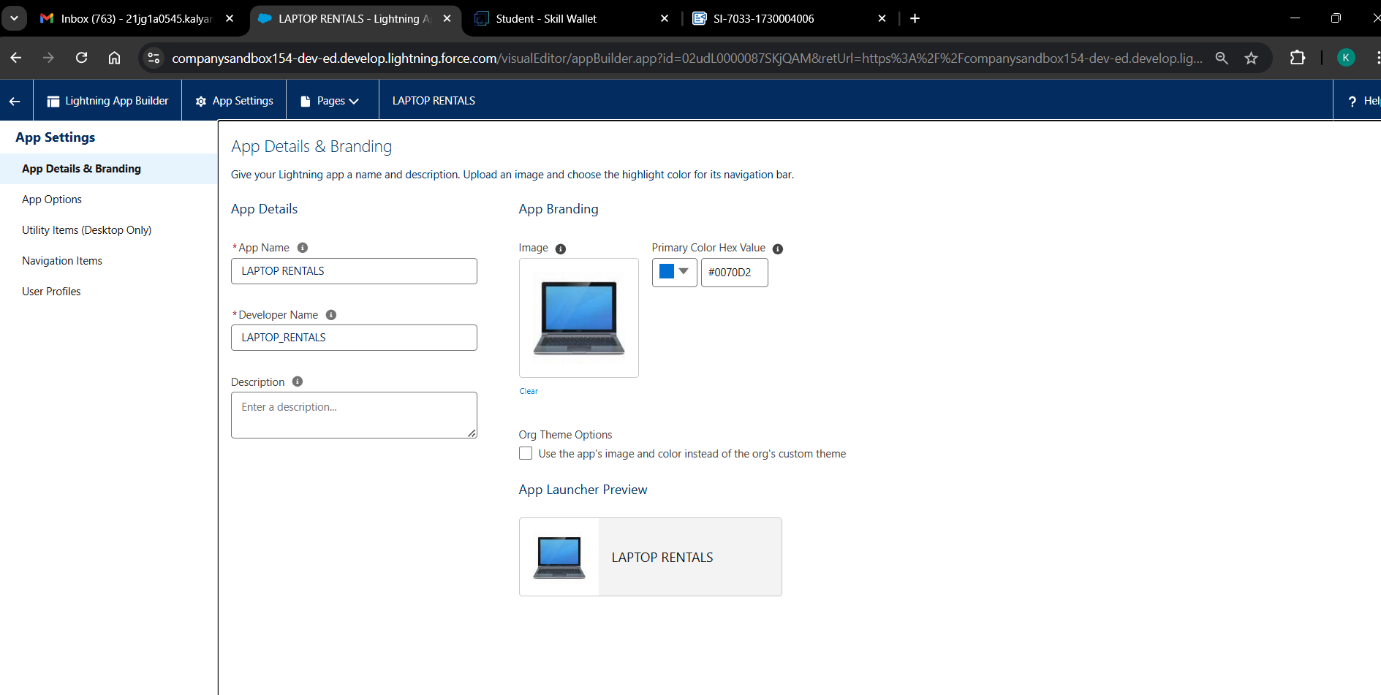 Inbox (763) - 21jg1a0545.kalyan
LAPTOP RENTALS - Lightning A
Student - Skill Wallet
SI-7033-1730004006
companysandbox154-dev-ed.develop.lightning.force.com/visualEditor/appBuilder.app?id=02udL0000087SKjQAM&retUrl=https%3A%2F%2Fcompanysandbox154-dev-ed.develop.lig...
K
Lightning App Builder
App Settings
Pages
LAPTOP RENTALS
? Help
App Settings
App Details & Branding
App Options
Utility Items (Desktop Only)
Navigation Items
User Profiles
App Details & Branding
Give your Lightning app a name and description. Upload an image and choose the highlight color for its navigation bar.
App Details
*App Name
LAPTOP RENTALS
*Developer Name
LAPTOP_RENTALS
Description
Enter a description...
App Branding
Image
Primary Color Hex Value
#0070D2
Clear
Org Theme Options
Use the app's image and color instead of the org's custom theme
App Launcher Preview
LAPTOP RENTALS